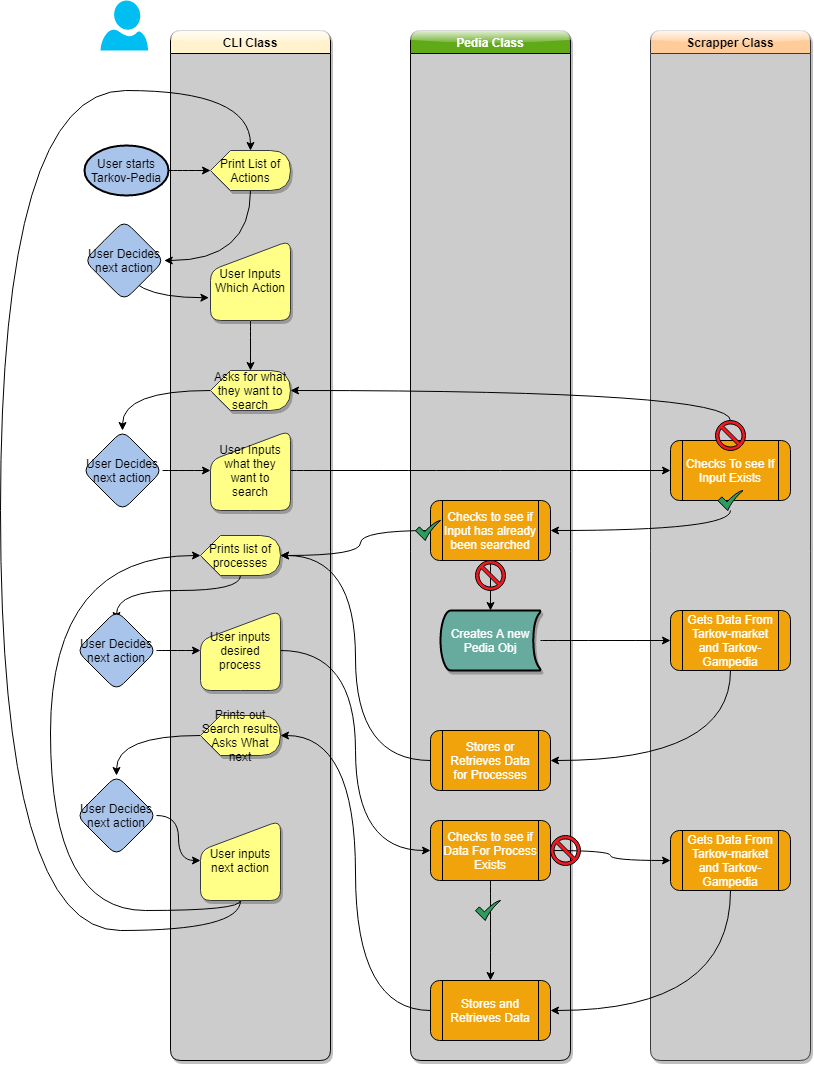 CLI Class
Pedia Class
Scrapper Class
User starts
Tarkov-Pedia
Print List of
Actions
User Decides
next action
User Inputs
Which Action
Asks for what
they want to
search
User Decides
next action
User Inputs
what they
want to
search
Checks To see If
Input Exists
Checks to see if
Input has already
been searched
Prints list of
processes
User Decides
next action
User inputs
desired
process
Creates A new
Pedia Obj
Gets Data From
Tarkov-market
and Tarkov-
Gampedia
Prints out
Search results
Asks What
next
Stores or
Retrieves Data
for Processes
User Decides
next action
User inputs
next action
Checks to see if
Data For Process
Exists
Gets Data From
Tarkov-market
and Tarkov-
Gampedia
Stores and
Retrieves Data